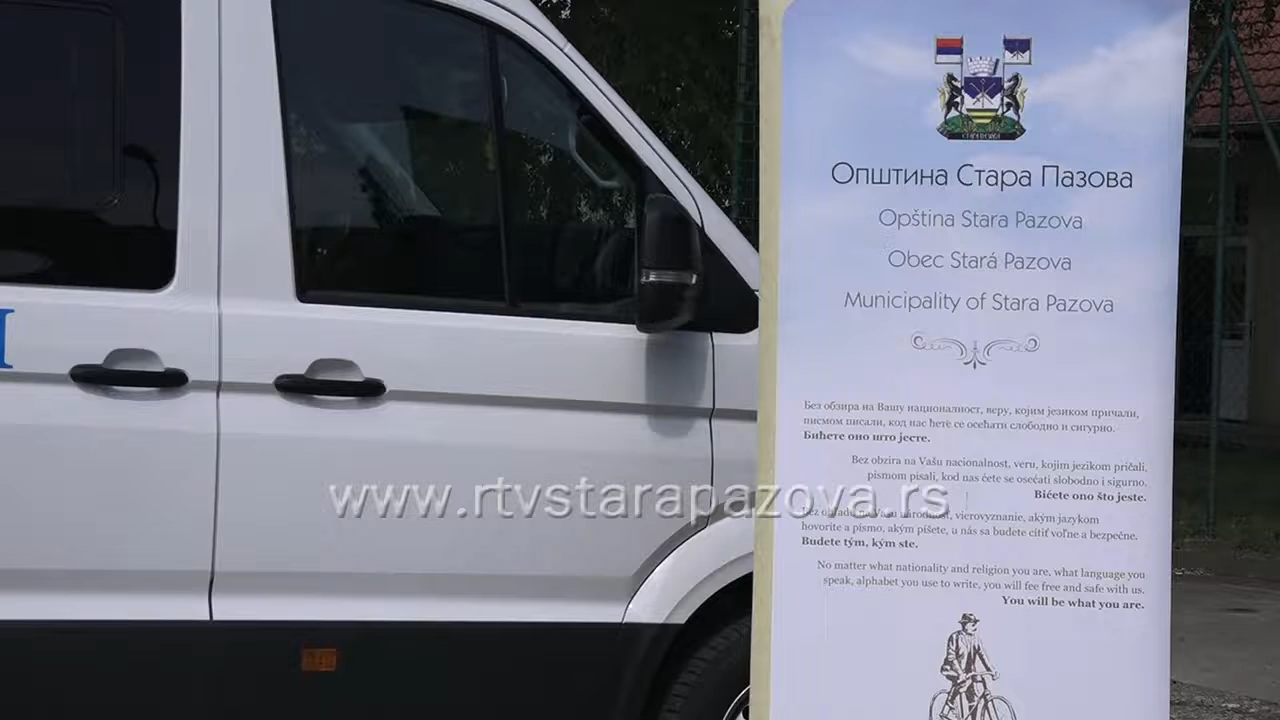 Општина Стара Пазова
Opština Stara Pazova
Obec Stará Pazova
Municipality of Stara Pazova
Без обзира на Вашу националност, веру, којим језиком причали,
писмом писали, код нас ћете се осећати слободно и сигурно.
Бићете оно што јесте.
Bez obzira na Vašu nacionalnost, veru, kojim jezikom pričali,
pismom pisali, kod nas ćete se osećati slobodno i sigurno.
Bićete ono što jeste.
www.rtvstarapazova.rs
Bez ohľadu na Vašu národnosť, vierovyznanie, akým jazykom
hovoríte a písmo, akým píšete, u nás sa budete cítiť voľne a bezpečne.
Budete tým, kým ste.
No matter what nationality and religion you are, what language you
speak, alphabet you use to write, you will fee free and safe with us.
You will be what you are.